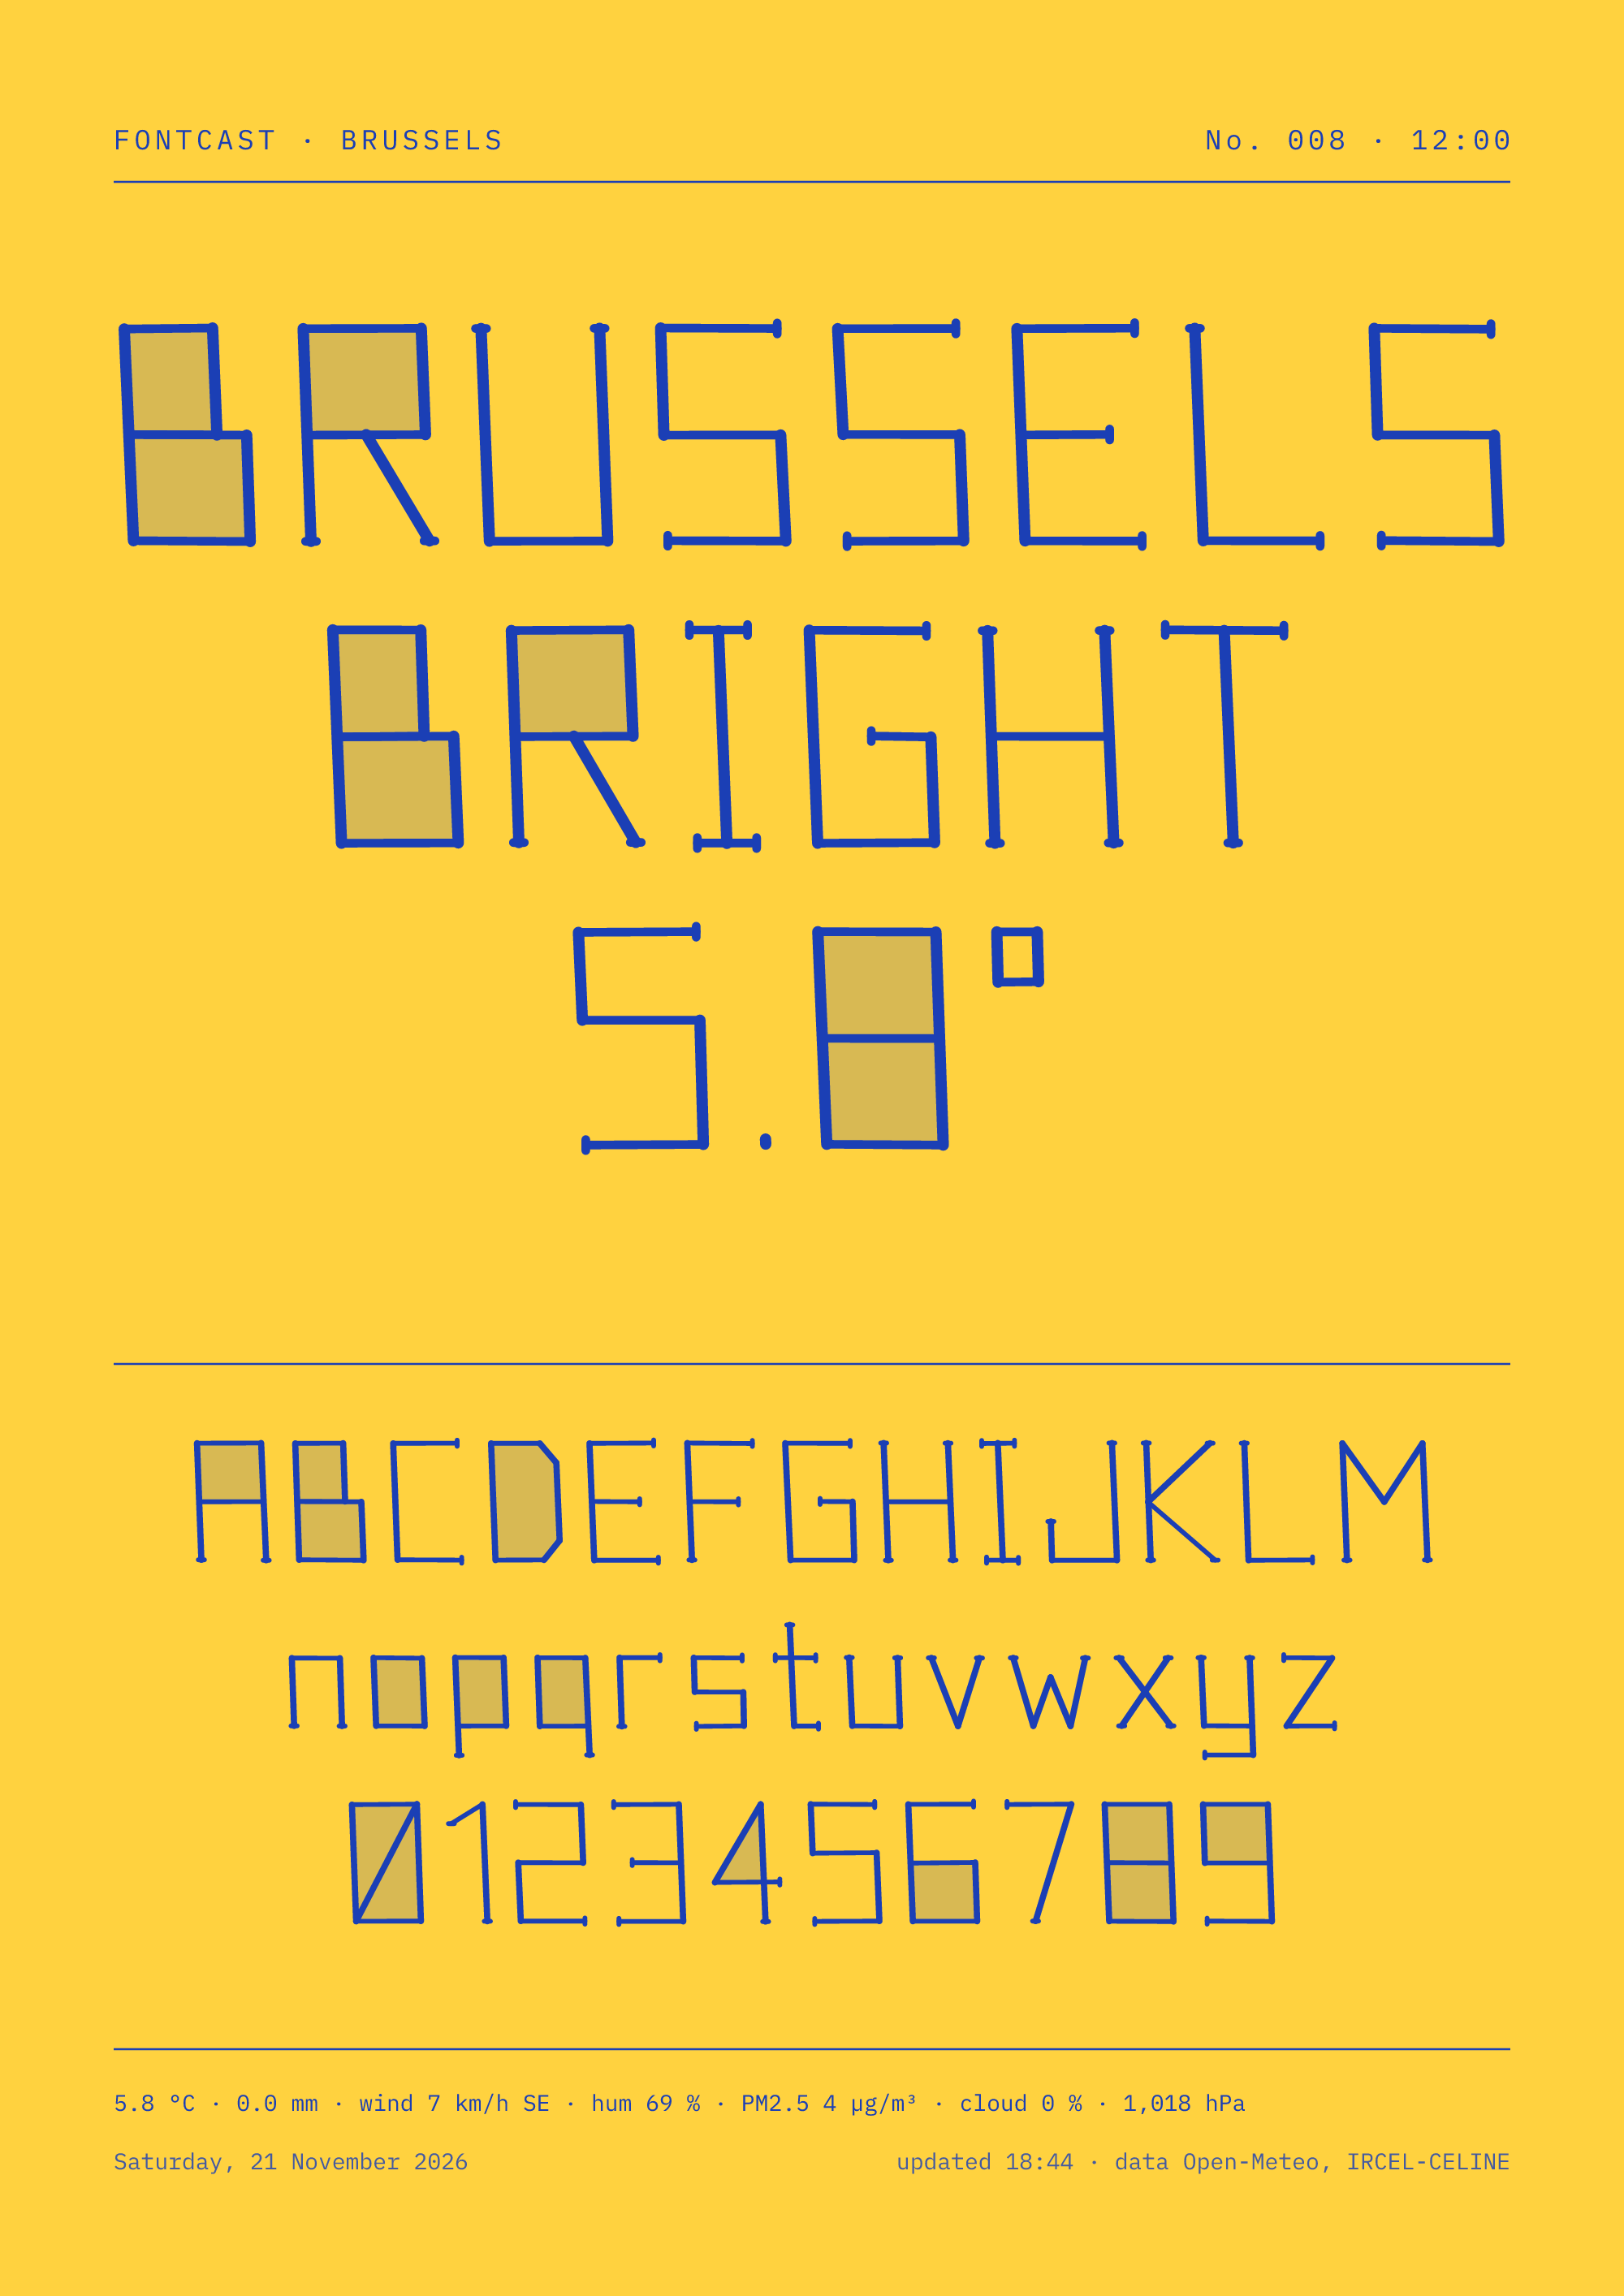 FONTCAST · BRUSSELS
No. 008 · 12:00
BRUSSELS
BRIGHT
5.8°
ABCDEFGHIJKLM
nopqrstuvwxyz
0123456789
5.8 °C · 0.0 mm · wind 7 km/h SE · hum 69 % · PM2.5 4 µg/m³ · cloud 0 % · 1,018 hPa
Saturday, 21 November 2026
updated 18:44 · data Open-Meteo, IRCEL-CELINE